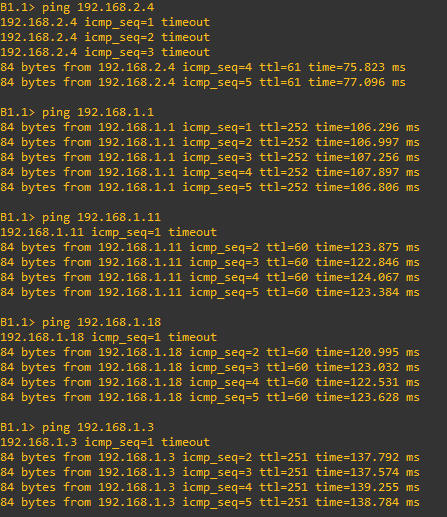 B1.1> ping 192.168.2.4
192.168.2.4 icmp_seq=1 timeout
192.168.2.4 icmp_seq=2 timeout
192.168.2.4 icmp_seq=3 timeout
84 bytes from 192.168.2.4 icmp_seq=4 ttl=61 time=75.823 ms
84 bytes from 192.168.2.4 icmp_seq=5 ttl=61 time=77.096 ms
B1.1> ping 192.168.1.1
84 bytes from 192.168.1.1 icmp_seq=1 ttl=252 time=106.296 ms
84 bytes from 192.168.1.1 icmp_seq=2 ttl=252 time=106.997 ms
84 bytes from 192.168.1.1 icmp_seq=3 ttl=252 time=107.256 ms
84 bytes from 192.168.1.1 icmp_seq=4 ttl=252 time=107.897 ms
84 bytes from 192.168.1.1 icmp_seq=5 ttl=252 time=106.806 ms
B1.1> ping 192.168.1.11
192.168.1.11 icmp_seq=1 timeout
84 bytes from 192.168.1.11 icmp_seq=2 ttl=60 time=123.875 ms
84 bytes from 192.168.1.11 icmp_seq=3 ttl=60 time=122.846 ms
84 bytes from 192.168.1.11 icmp_seq=4 ttl=60 time=124.067 ms
84 bytes from 192.168.1.11 icmp_seq=5 ttl=60 time=123.384 ms
B1.1> ping 192.168.1.18
192.168.1.18 icmp_seq=1 timeout
84 bytes from 192.168.1.18 icmp_seq=2 ttl=60 time=120.995 ms
84 bytes from 192.168.1.18 icmp_seq=3 ttl=60 time=123.032 ms
84 bytes from 192.168.1.18 icmp_seq=4 ttl=60 time=122.531 ms
84 bytes from 192.168.1.18 icmp_seq=5 ttl=60 time=123.628 ms
B1.1> ping 192.168.1.3
192.168.1.3 icmp_seq=1 timeout
84 bytes from 192.168.1.3 icmp_seq=2 ttl=251 time=137.792 ms
84 bytes from 192.168.1.3 icmp_seq=3 ttl=251 time=137.574 ms
84 bytes from 192.168.1.3 icmp_seq=4 ttl=251 time=139.255 ms
84 bytes from 192.168.1.3 icmp_seq=5 ttl=251 time=138.784 ms